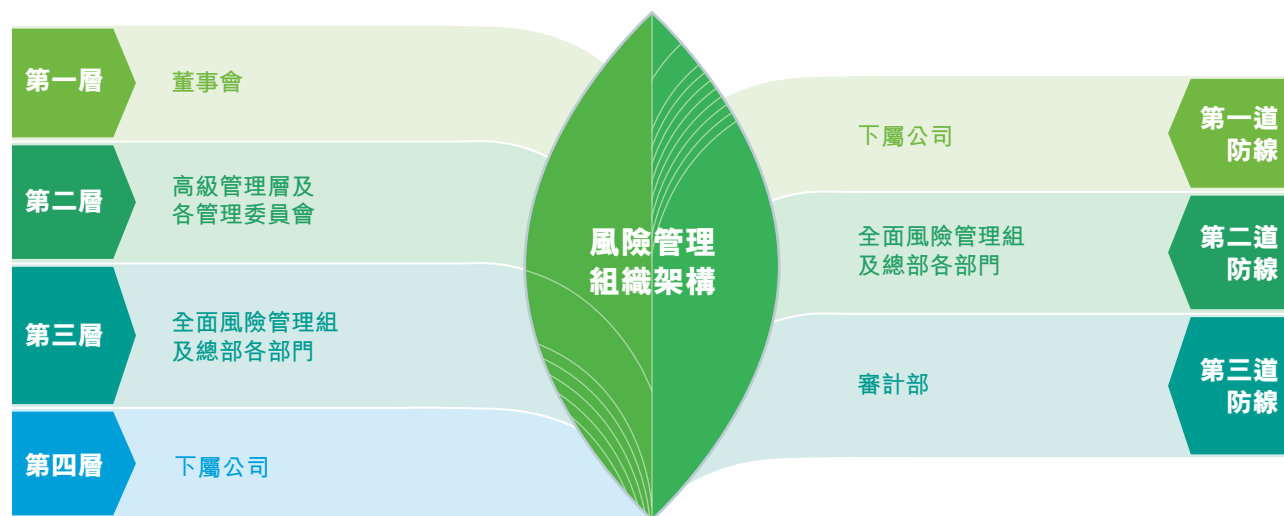 第一層
董事會
第二層
高級管理層及
各管理委員會
第三層
全面風險管理組
及總部各部門
第四層
下屬公司
風險管理
組織架構
下屬公司
第一道
防線
全面風險管理組
及總部各部門
第二道
防線
審計部
第三道
防線